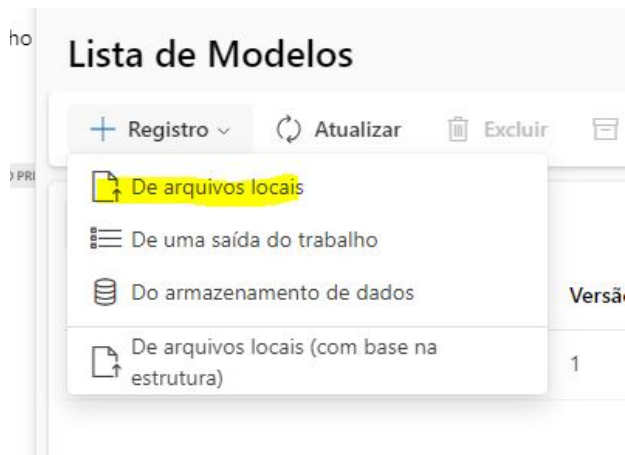 ho
Lista de Modelos
Registro
Atualizar
Excluir
De arquivos locais
De uma saída do trabalho
Do armazenamento de dados
Versão
De arquivos locais (com base na
estrutura)
1